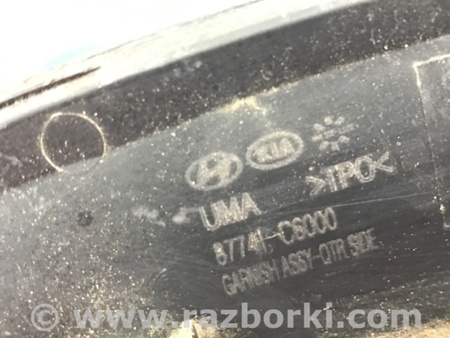 KIA
UMA >TPO<
87741-C6000
GARNISH ASSY-QTR SIDE,
www.razborki.com